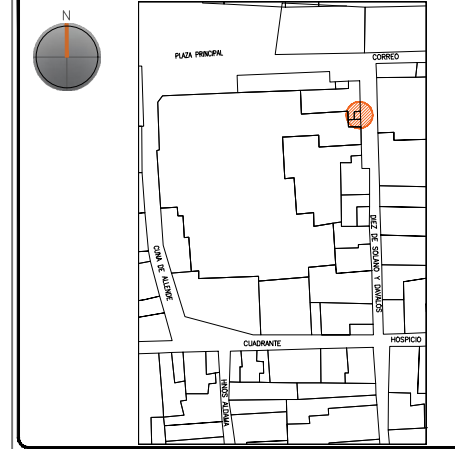 N
PLAZA PRINCIPAL
CORREO
CUNA DE ALLENDE
DIEZ DE SOLANO Y DAVALOS
CUADRANTE
HOSPICIO
HNOS ALDAMA